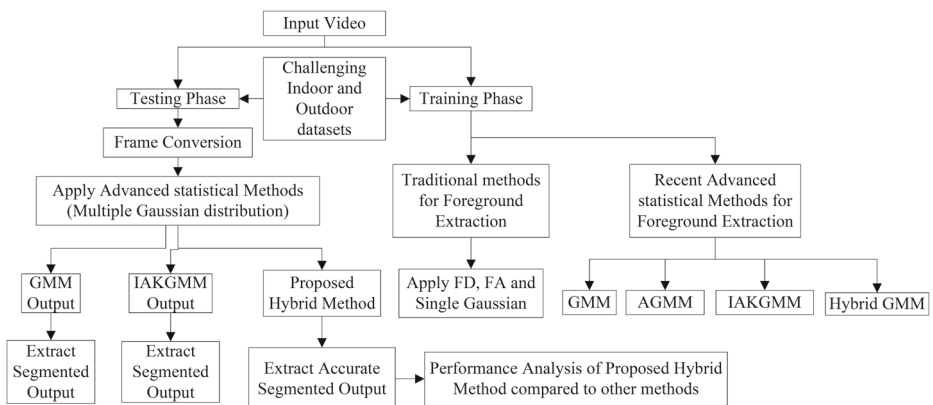 Input Video
Challenging
Indoor and
Outdoor
datasets
Testing Phase
Training Phase
Frame Conversion
Apply Advanced statistical Methods
(Multiple Gaussian distribution)
Traditional methods
for Foreground
Extraction
Recent Advanced
statistical Methods for
Foreground Extraction
GMM
Output
IAKGMM
Output
Proposed
Hybrid Method
Apply FD, FA and
Single Gaussian
GMM
AGMM
IAKGMM
Hybrid GMM
Extract
Segmented
Output
Extract
Segmented
Output
Extract Accurate
Segmented Output
Performance Analysis of Proposed Hybrid
Method compared to other methods